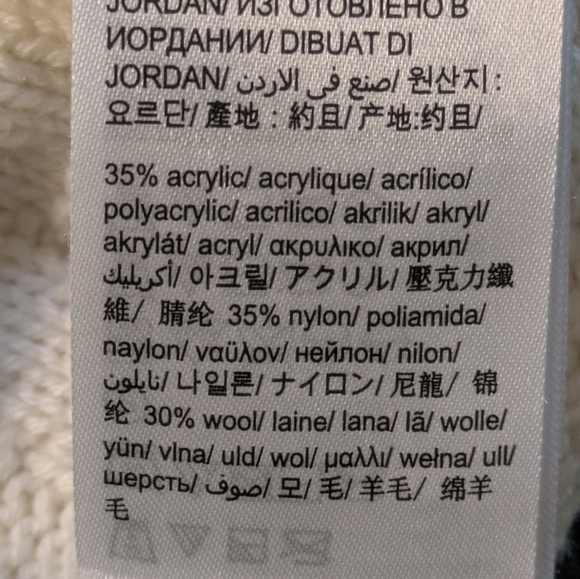 JORDAN/ ИЗГОТОВЛЕНО В
ИОРДАНИИ/ DIBUAT DI
JORDAN/ صنع في الاردن/ 원산지:
요르단/ 產地：約旦/ 产地:约旦/
35% acrylic/ acrylique/ acrílico/
polyacrylic/ acrilico/ akrilik/ akryl/
akrylát/ acryl/ ακρυλικο/ акрил/
أكريليك/ 아크릴/ アクリル/ 壓克力纖
維/ 腈纶 35% nylon/ poliamida/
naylon/ ναϋλον/ нейлон/ nilon/
نايلون/ 나일론/ ナイロン/ 尼龍/ 锦
纶 30% wool/ laine/ lana/ lã/ wolle/
yün/ vlna/ uld/ wol/ μαλλι/ wełna/ ull/
шерсть/ صوف/ 모/ 毛/ 羊毛/ 绵羊
毛